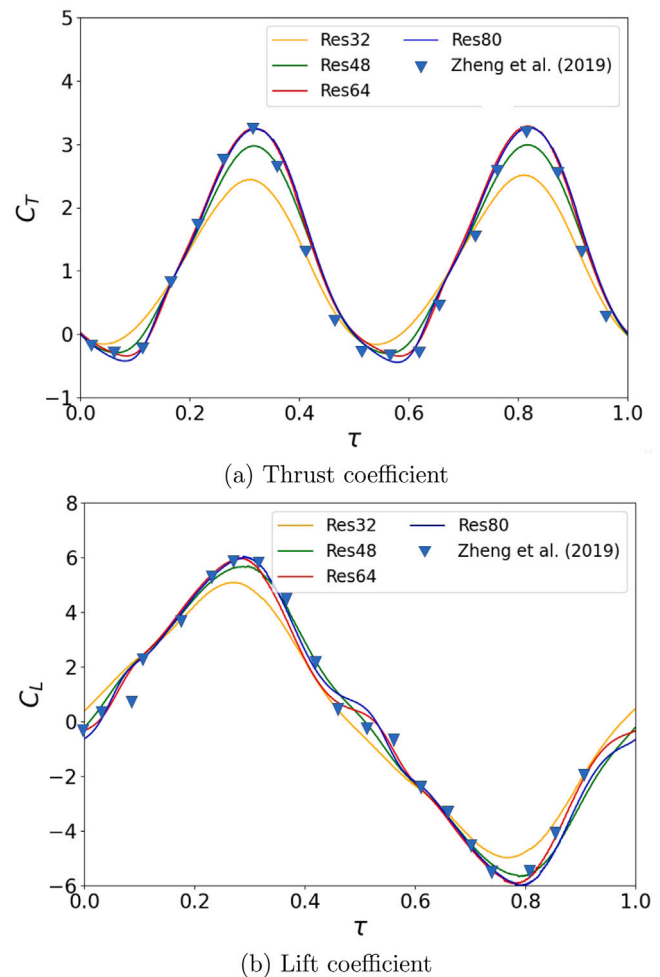 5
4
3
2
1
0
−1
C_T
Res32
Res48
Res64
Res80
Zheng et al. (2019)
0.0 0.2 0.4 0.6 0.8 1.0
τ
(a) Thrust coefficient
8
6
4
2
0
−2
−4
−6
C_L
Res32
Res48
Res64
Res80
Zheng et al. (2019)
0.0 0.2 0.4 0.6 0.8 1.0
τ
(b) Lift coefficient